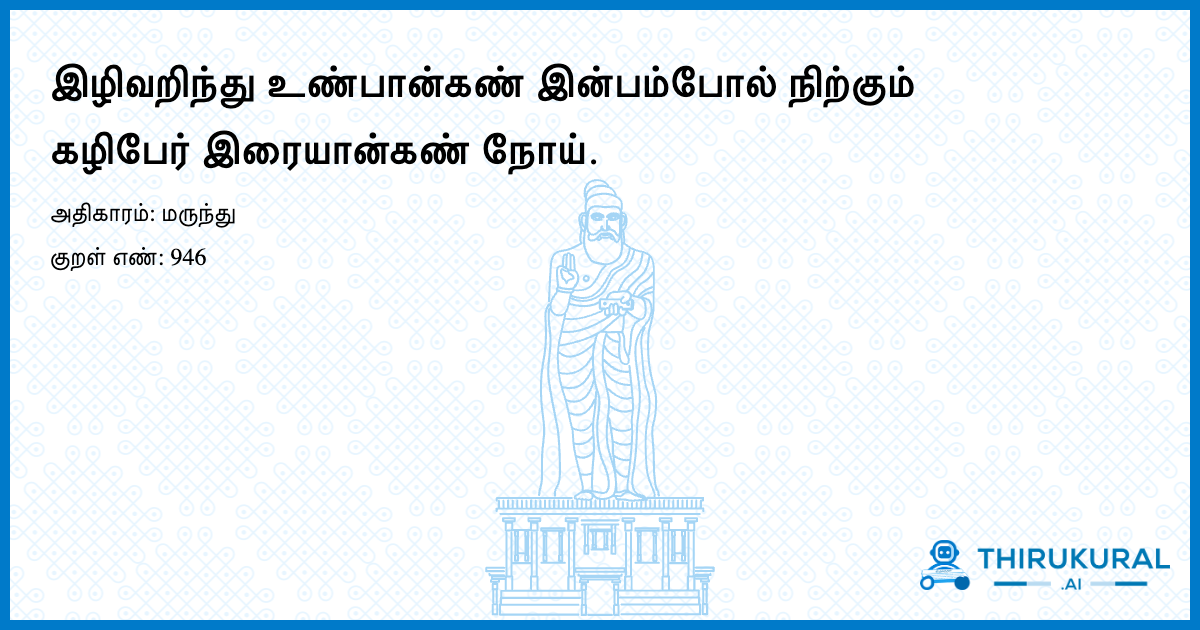 இழிவறிந்து உண்பான்கண் இன்பம்போல் நிற்கும்
கழிபேர் இரையான்கண் நோய்.
அதிகாரம்: மருந்து
குறள் எண்: 946
THIRUKURAL
.AI